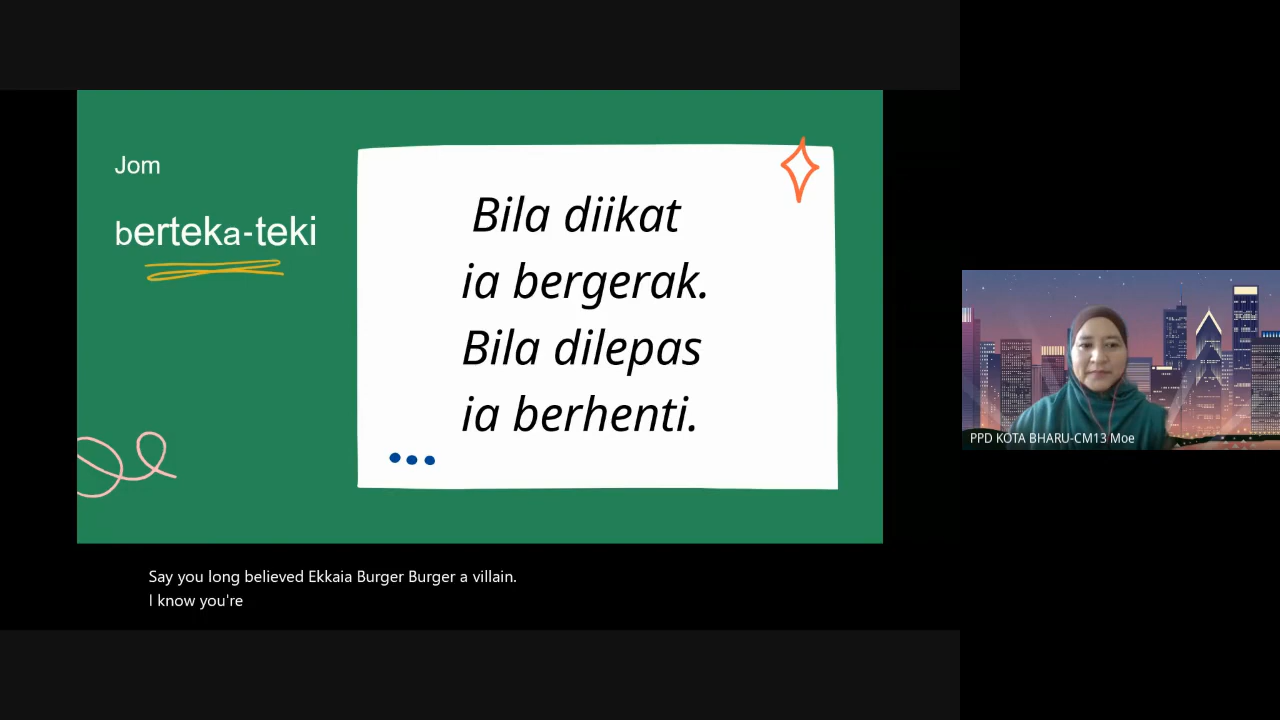 Jom
berteka-teki
Bila diikat
ia bergerak.
Bila dilepas
ia berhenti.
PPD KOTA BHARU-CM13 Moe
Say you long believed Ekkaia Burger Burger a villain.
I know you're